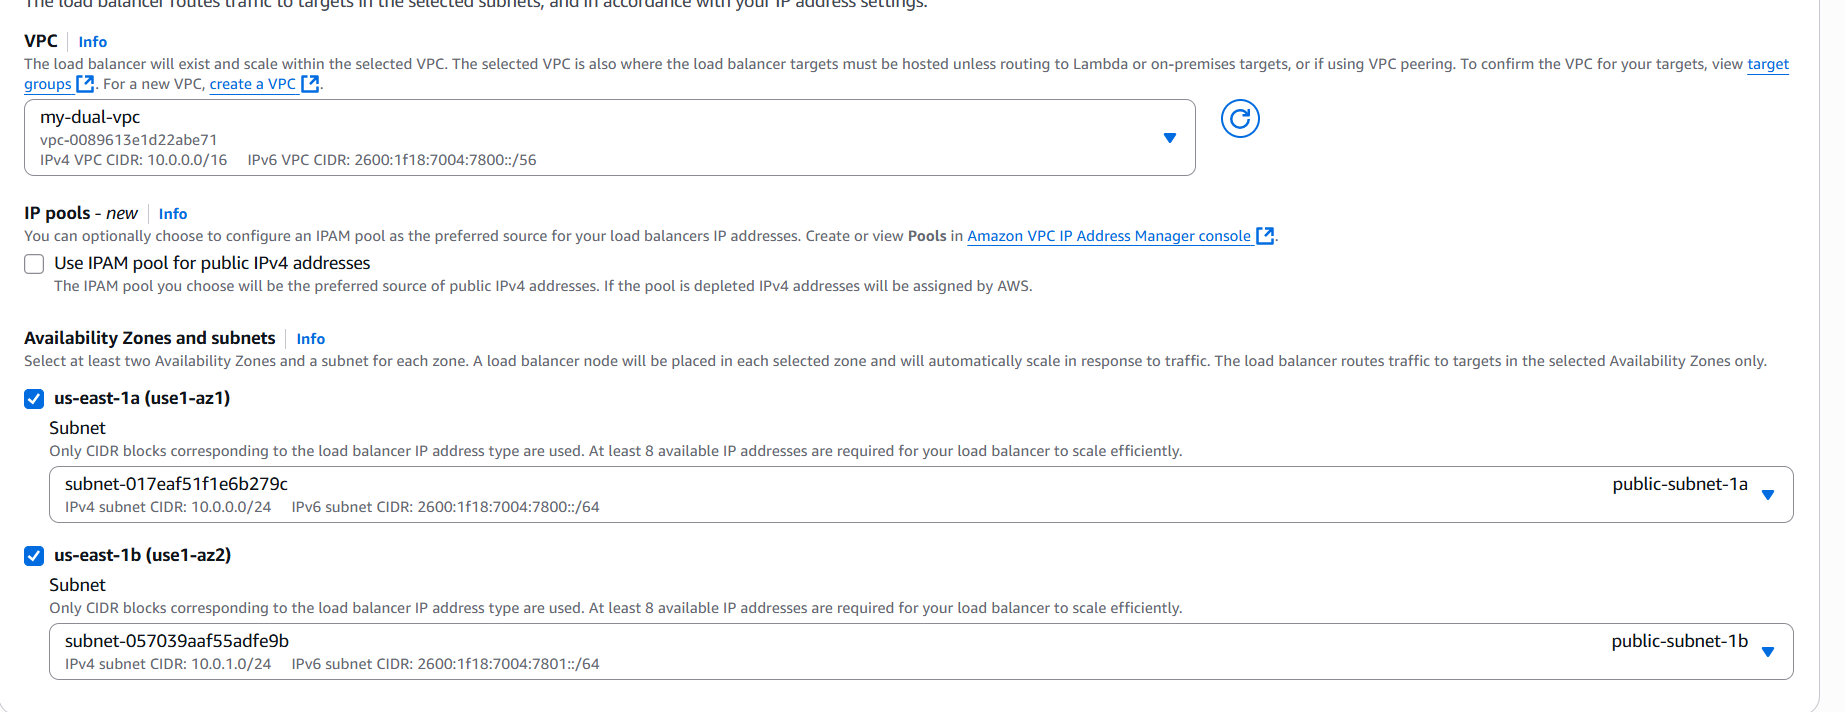 The load balancer routes traffic to targets in the selected subnets, and in accordance with your IP address settings.
VPC Info
The load balancer will exist and scale within the selected VPC. The selected VPC is also where the load balancer targets must be hosted unless routing to Lambda or on-premises targets, or if using VPC peering. To confirm the VPC for your targets, view target
groups. For a new VPC, create a VPC.
my-dual-vpc
vpc-0089613e1d22abe71
IPv4 VPC CIDR: 10.0.0.0/16 IPv6 VPC CIDR: 2600:1f18:7004:7800::/56
IP pools - new Info
You can optionally choose to configure an IPAM pool as the preferred source for your load balancers IP addresses. Create or view Pools in Amazon VPC IP Address Manager console.
Use IPAM pool for public IPv4 addresses
The IPAM pool you choose will be the preferred source of public IPv4 addresses. If the pool is depleted IPv4 addresses will be assigned by AWS.
Availability Zones and subnets Info
Select at least two Availability Zones and a subnet for each zone. A load balancer node will be placed in each selected zone and will automatically scale in response to traffic. The load balancer routes traffic to targets in the selected Availability Zones only.
us-east-1a (use1-az1)
Subnet
Only CIDR blocks corresponding to the load balancer IP address type are used. At least 8 available IP addresses are required for your load balancer to scale efficiently.
subnet-017eaf51f1e6b279c public-subnet-1a
IPv4 subnet CIDR: 10.0.0.0/24 IPv6 subnet CIDR: 2600:1f18:7004:7800::/64
us-east-1b (use1-az2)
Subnet
Only CIDR blocks corresponding to the load balancer IP address type are used. At least 8 available IP addresses are required for your load balancer to scale efficiently.
subnet-057039aaf55adfe9b public-subnet-1b
IPv4 subnet CIDR: 10.0.1.0/24 IPv6 subnet CIDR: 2600:1f18:7004:7801::/64